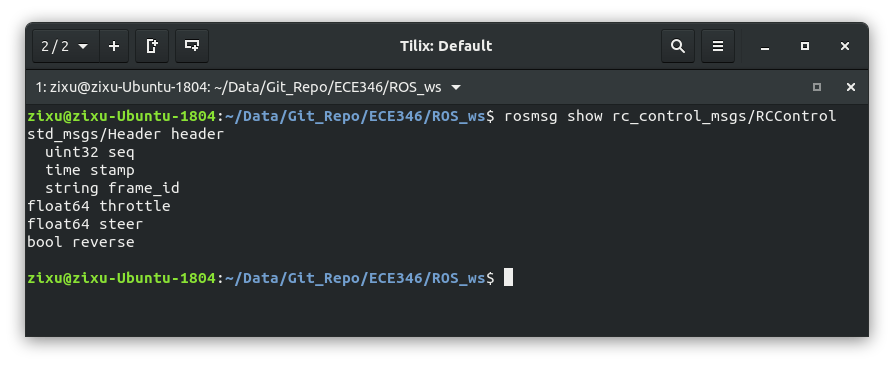 2 / 2
Tilix: Default
1: zixu@zixu-Ubuntu-1804: ~/Data/Git_Repo/ECE346/ROS_ws
zixu@zixu-Ubuntu-1804:~/Data/Git_Repo/ECE346/ROS_ws$ rosmsg show rc_control_msgs/RCControl
std_msgs/Header header
  uint32 seq
  time stamp
  string frame_id
float64 throttle
float64 steer
bool reverse
zixu@zixu-Ubuntu-1804:~/Data/Git_Repo/ECE346/ROS_ws$